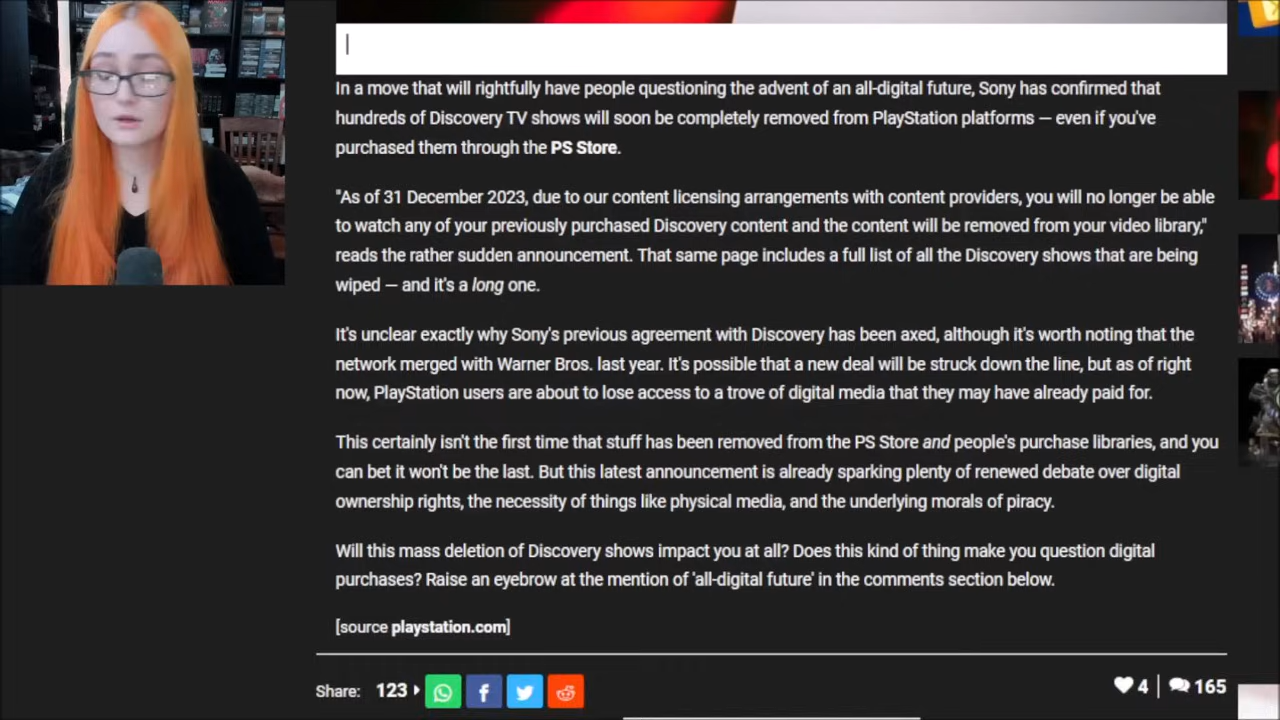 In a move that will rightfully have people questioning the advent of an all-digital future, Sony has confirmed that
hundreds of Discovery TV shows will soon be completely removed from PlayStation platforms — even if you've
purchased them through the PS Store.
"As of 31 December 2023, due to our content licensing arrangements with content providers, you will no longer be able
to watch any of your previously purchased Discovery content and the content will be removed from your video library,"
reads the rather sudden announcement. That same page includes a full list of all the Discovery shows that are being
wiped — and it's a long one.
It's unclear exactly why Sony's previous agreement with Discovery has been axed, although it's worth noting that the
network merged with Warner Bros. last year. It's possible that a new deal will be struck down the line, but as of right
now, PlayStation users are about to lose access to a trove of digital media that they may have already paid for.
This certainly isn't the first time that stuff has been removed from the PS Store and people's purchase libraries, and you
can bet it won't be the last. But this latest announcement is already sparking plenty of renewed debate over digital
ownership rights, the necessity of things like physical media, and the underlying morals of piracy.
Will this mass deletion of Discovery shows impact you at all? Does this kind of thing make you question digital
purchases? Raise an eyebrow at the mention of 'all-digital future' in the comments section below.
[source playstation.com]
Share: 123
4 165